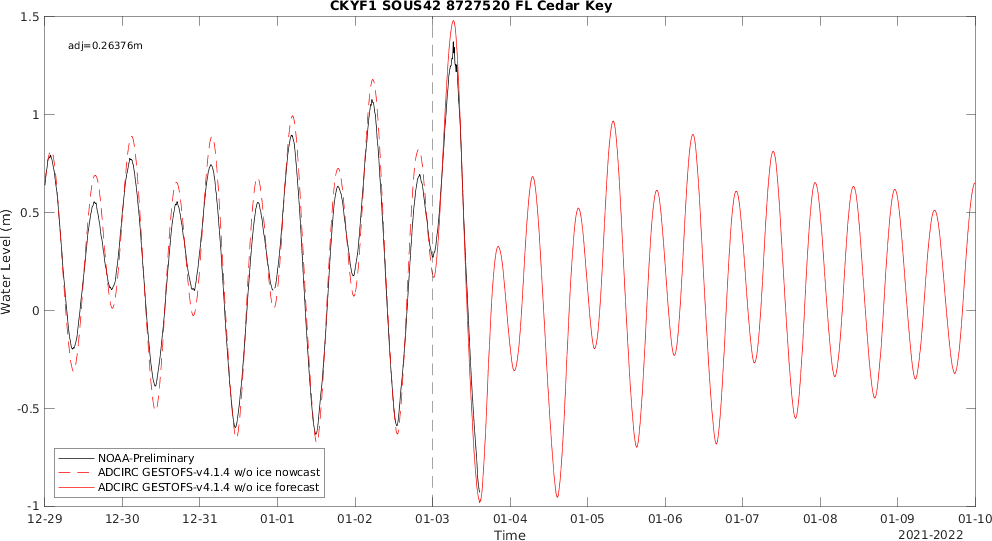 CKYF1 SOUS42 8727520 FL Cedar Key
adj=0.26376m
1.5
1
0.5
0
-0.5
-1
Water Level (m)
NOAA-Preliminary
ADCIRC GESTOFS-v4.1.4 w/o ice nowcast
ADCIRC GESTOFS-v4.1.4 w/o ice forecast
12-29 12-30 12-31 01-01 01-02 01-03 01-04 01-05 01-06 01-07 01-08 01-09 01-10
Time
2021-2022